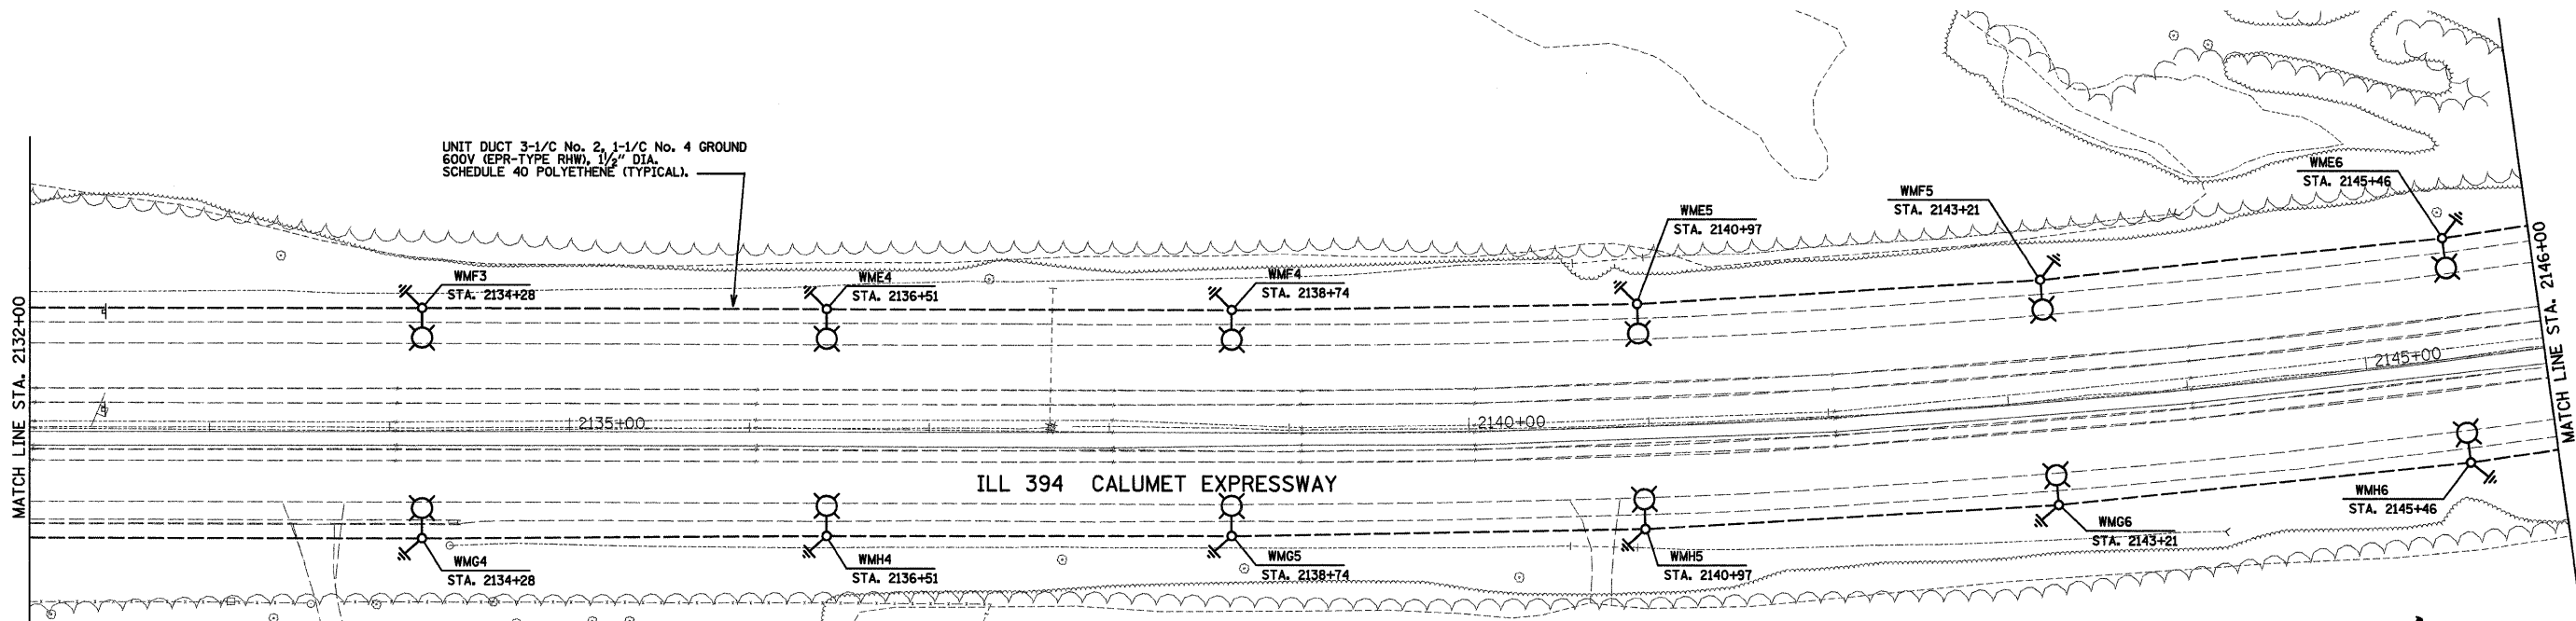 UNIT DUCT 3-1/C No. 2, 1-1/C No. 4 GROUND
600V (EPR-TYPE RHW), 1½" DIA.
SCHEDULE 40 POLYETHENE (TYPICAL).
WME6
STA. 2145+46
WMF5
STA. 2143+21
WME5
STA. 2140+97
WMF3
STA. 2134+28
WME4
STA. 2136+51
WMF4
STA. 2138+74
MATCH LINE STA. 2132+00
MATCH LINE STA. 2146+00
2145+00
2135+00
2140+00
ILL 394 CALUMET EXPRESSWAY
WMG4
STA. 2134+28
WMH4
STA. 2136+51
WMG5
STA. 2138+74
WMH5
STA. 2140+97
WMG6
STA. 2143+21
WMH6
STA. 2145+46